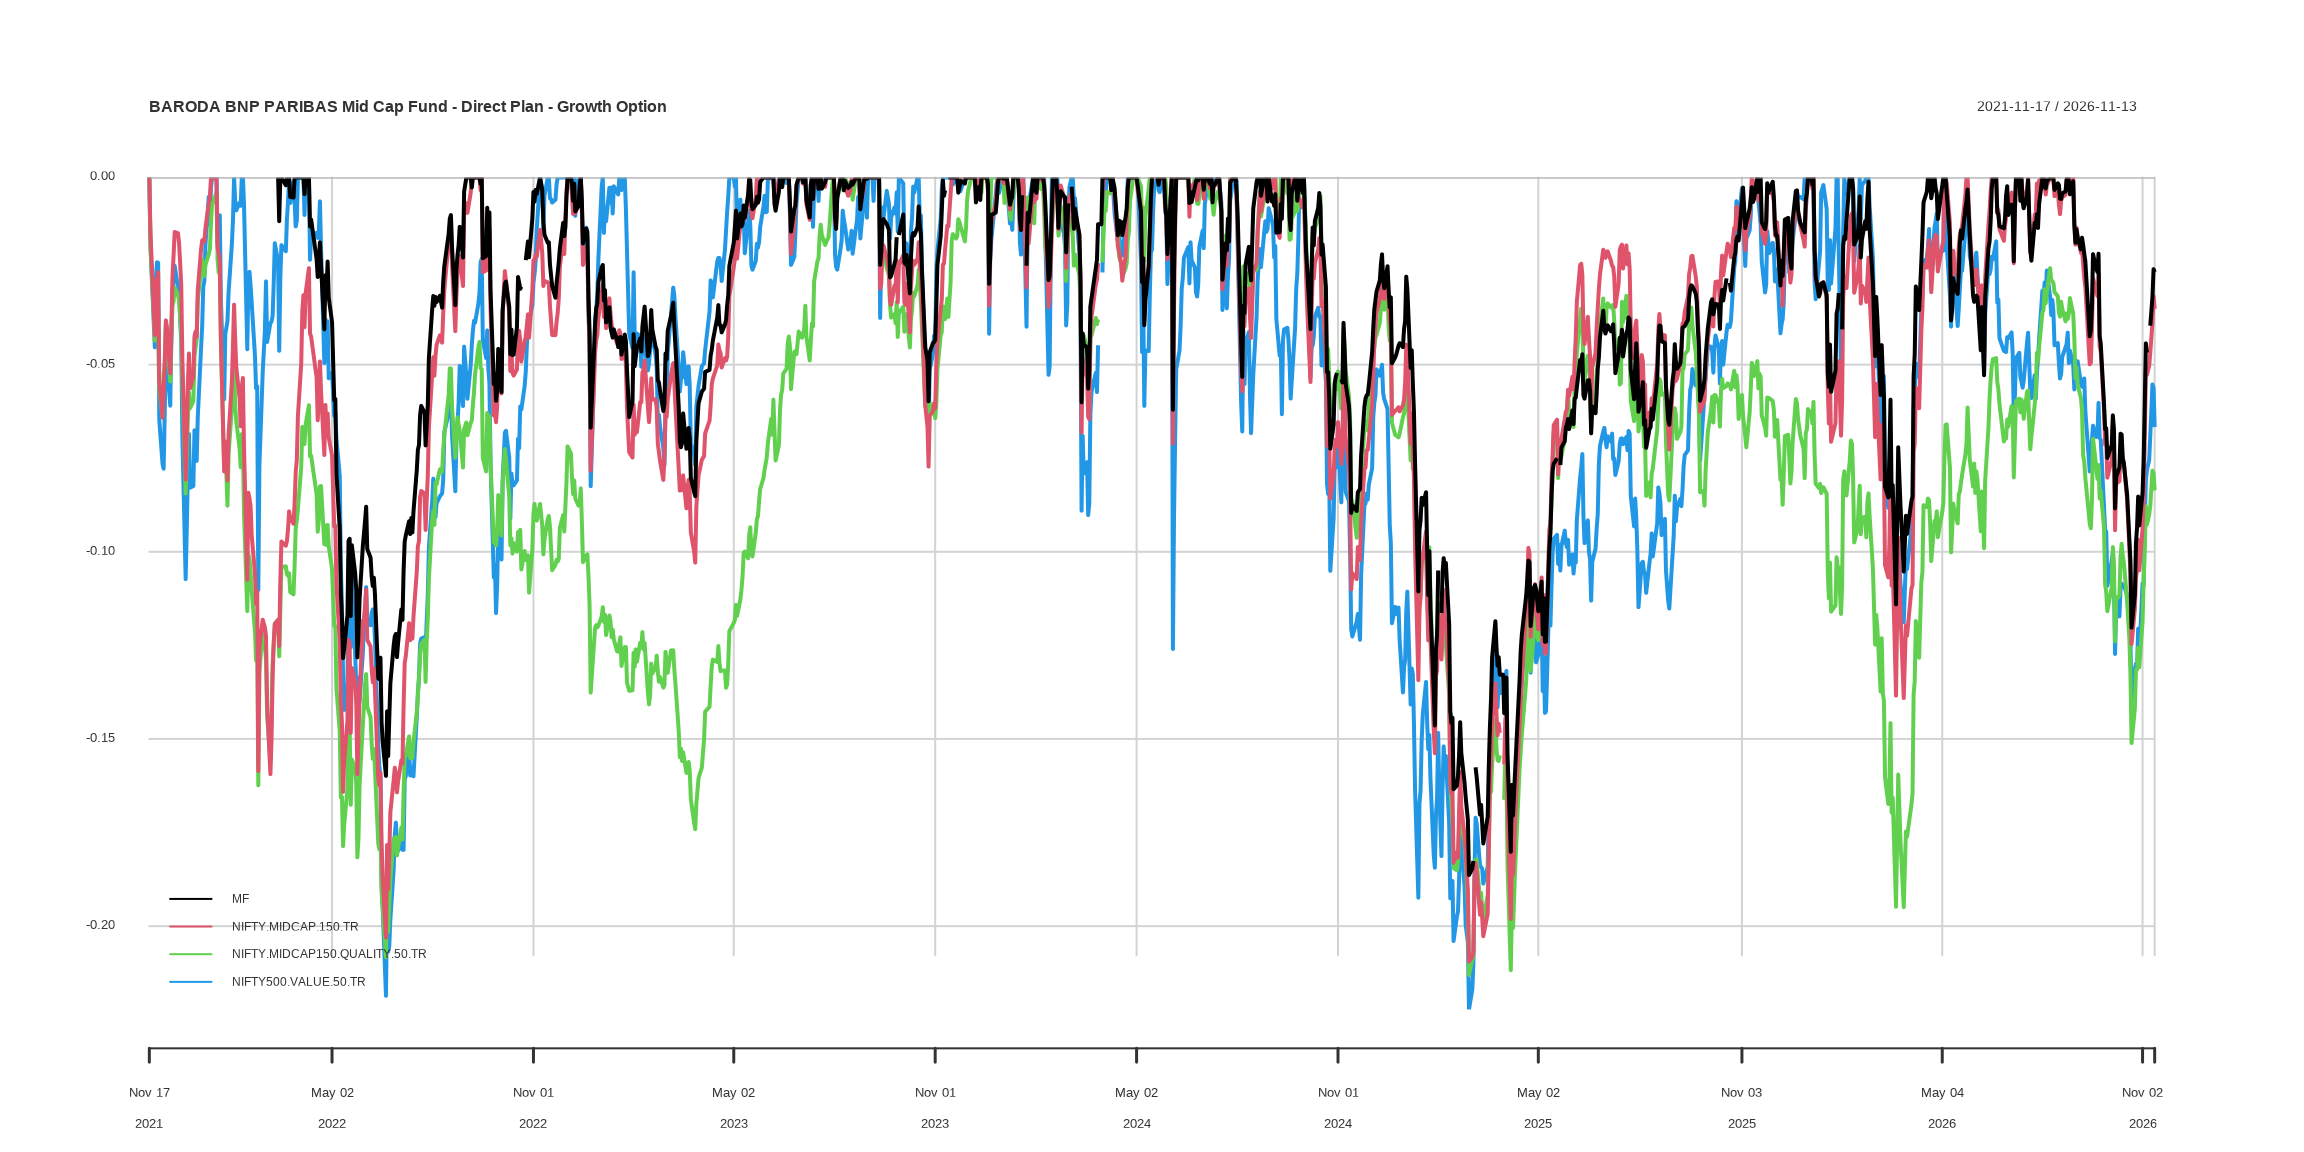 BARODA BNP PARIBAS Mid Cap Fund - Direct Plan - Growth Option
2021-11-17 / 2026-11-13
0.00
-0.05
-0.10
-0.15
-0.20
MF
NIFTY.MIDCAP.150.TR
NIFTY.MIDCAP150.QUALITY.50.TR
NIFTY500.VALUE.50.TR
Nov 17 May 02 Nov 01 May 02 Nov 01 May 02 Nov 01 May 02 Nov 03 May 04 Nov 02
2021 2022 2022 2023 2023 2024 2024 2025 2025 2026 2026